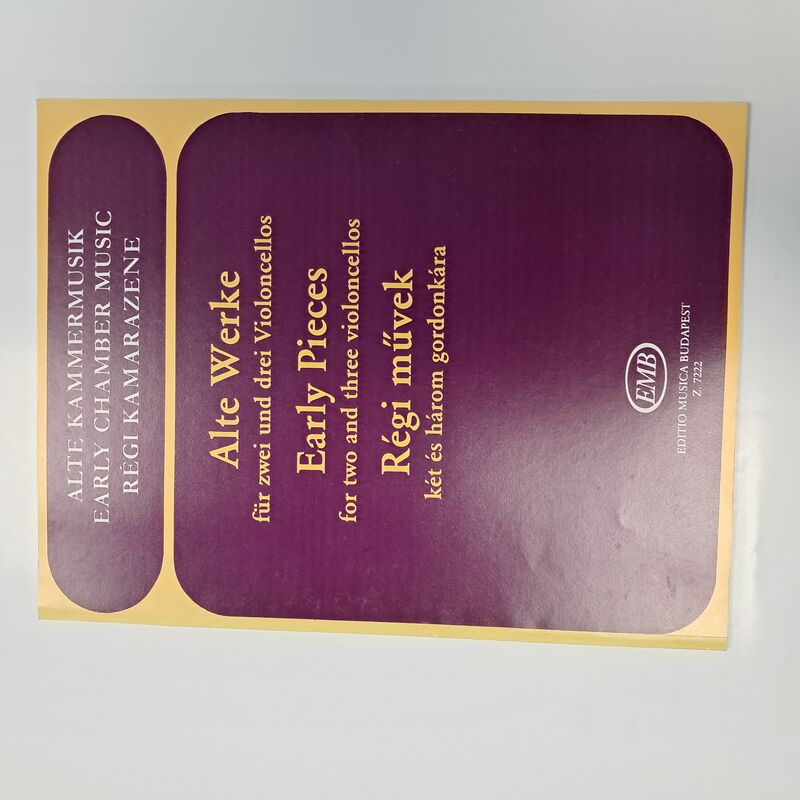 ALTE KAMMERMUSIK
EARLY CHAMBER MUSIC
RÉGI KAMARAZENE
Alte Werke
für zwei und drei Violoncellos
Early Pieces
for two and three violoncellos
Régi művek
két és három gordonkára
EMB
EDITIO MUSICA BUDAPEST
Z. 7222